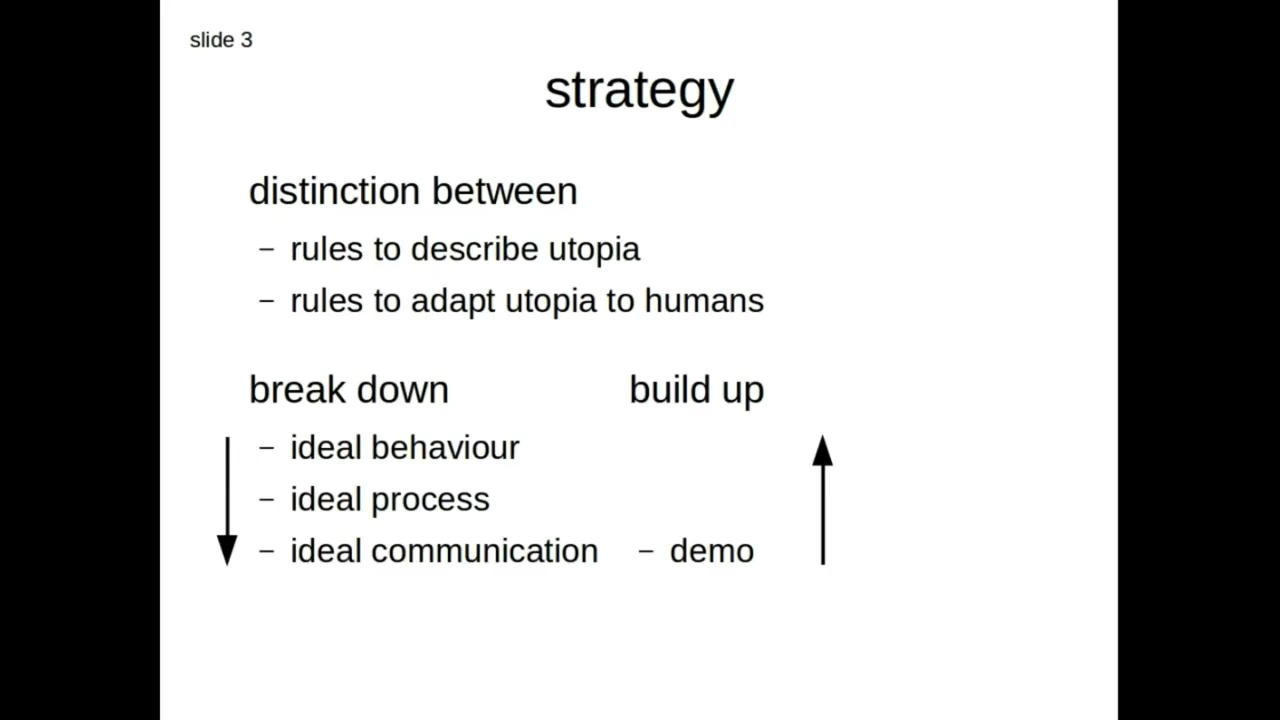 slide 3
strategy
distinction between
– rules to describe utopia
– rules to adapt utopia to humans
break down build up
– ideal behaviour
– ideal process
– ideal communication – demo